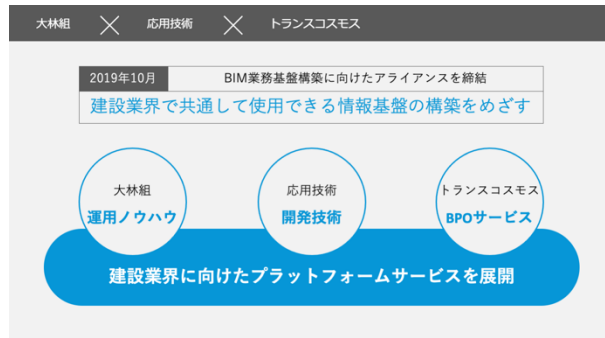 大林組 × 応用技術 × トランスコスモス
2019年10月 BIM業務基盤構築に向けたアライアンスを締結
建設業界で共通して使用できる情報基盤の構築をめざす
大林組 応用技術 トランスコスモス
運用ノウハウ 開発技術 BPOサービス
建設業界に向けたプラットフォームサービスを展開